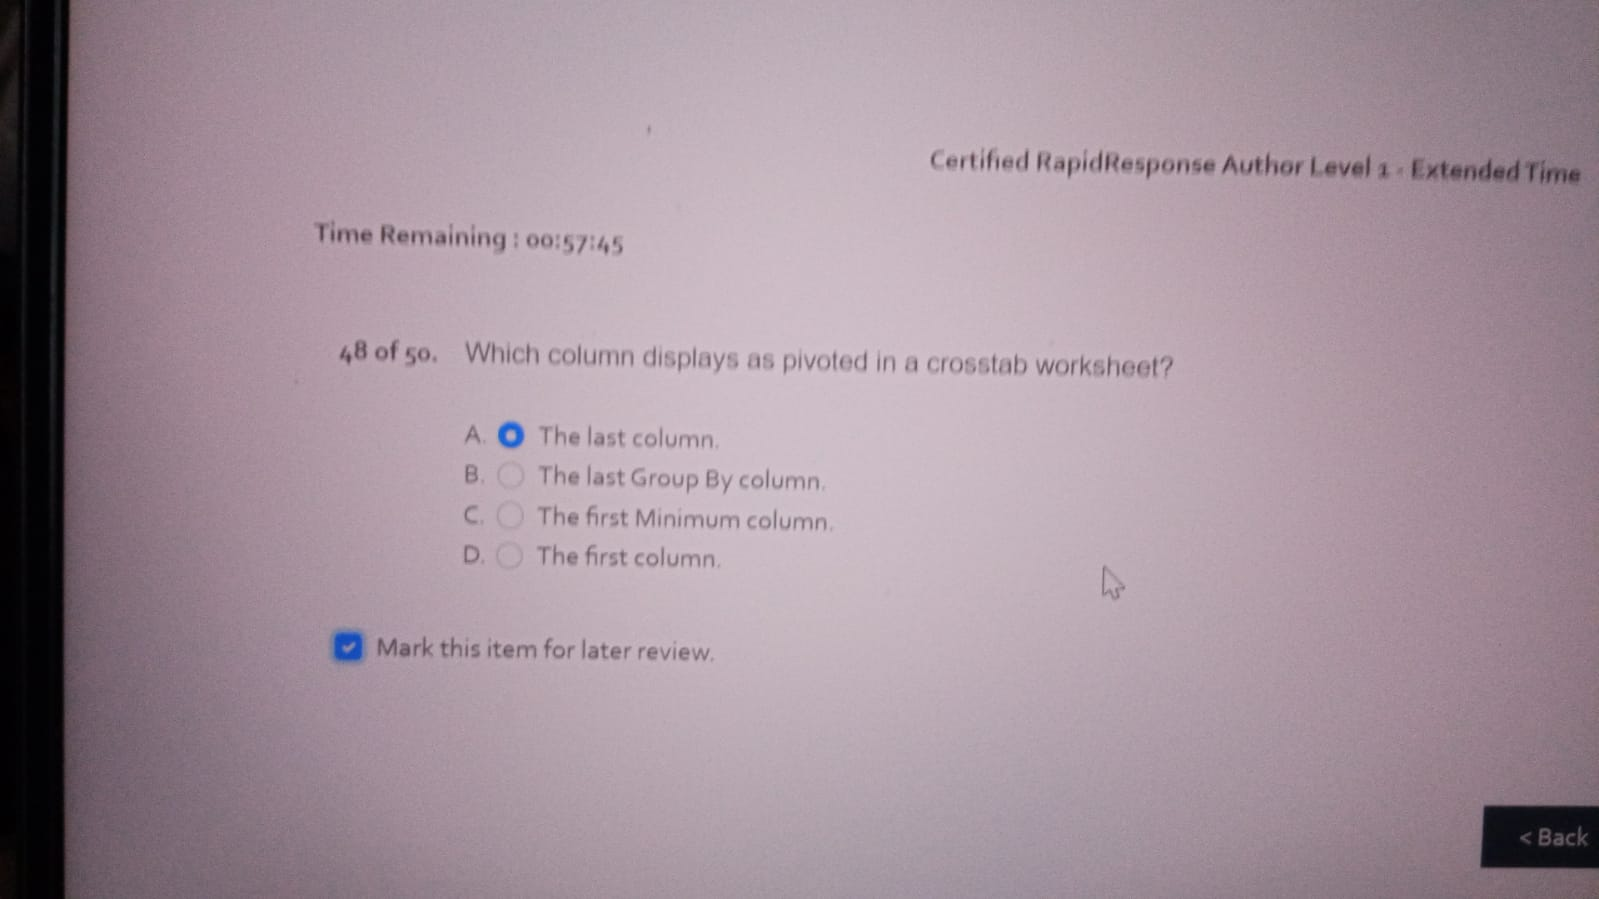 Certified RapidResponse Author Level 1 - Extended Time
Time Remaining : 00:57:45
48 of 50. Which column displays as pivoted in a crosstab worksheet?
A. The last column.
B. The last Group By column.
C. The first Minimum column.
D. The first column.
Mark this item for later review.
< Back